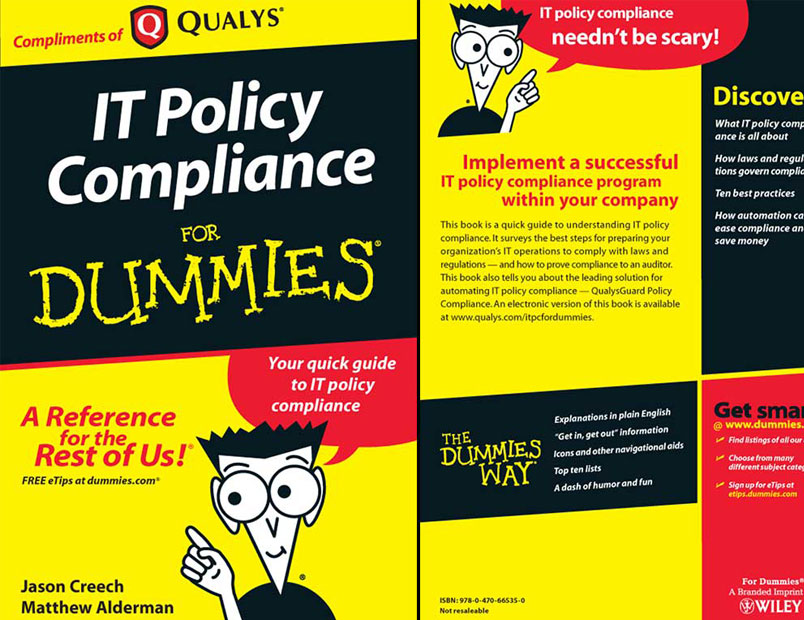 Compliments of QUALYS®
IT Policy
Compliance
FOR
DUMMIES®
Your quick guide
to IT policy
compliance
A Reference
for the
Rest of Us!®
FREE eTips at dummies.com®
Jason Creech
Matthew Alderman
IT policy compliance
needn't be scary!
Implement a successful
IT policy compliance program
within your company
This book is a quick guide to understanding IT policy
compliance. It surveys the best steps for preparing your
organization's IT operations to comply with laws and
regulations — and how to prove compliance to an auditor.
This book also tells you about the leading solution for
automating IT policy compliance — QualysGuard Policy
Compliance. An electronic version of this book is available
at www.qualys.com/itpcfordummies.
THE
DUMMIES
WAY®
Explanations in plain English
"Get in, get out" information
Icons and other navigational aids
Top ten lists
A dash of humor and fun
ISBN: 978-0-470-66535-0
Not resaleable
Discove
What IT policy comp
ance is all about
How laws and regul
tions govern complia
Ten best practices
How automation ca
ease compliance an
save money
Get smar
@ www.dummies.
Find listings of all our
Choose from many
different subject categ
Sign up for eTips at
etips.dummies.com
For Dummies®
A Branded Imprint
WILEY